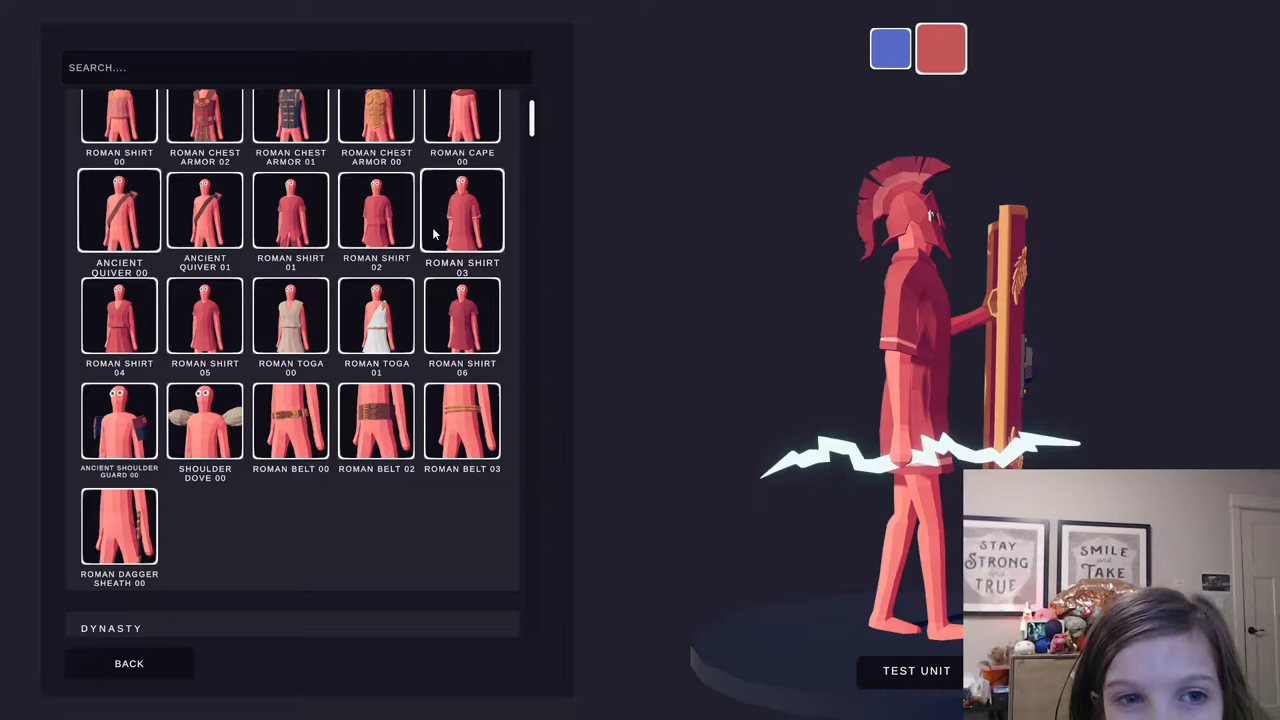 SEARCH....
ROMAN SHIRT 00
ROMAN CHEST ARMOR 02
ROMAN CHEST ARMOR 01
ROMAN CHEST ARMOR 00
ROMAN CAPE 00
ANCIENT QUIVER 00
ANCIENT QUIVER 01
ROMAN SHIRT 01
ROMAN SHIRT 02
ROMAN SHIRT 03
ROMAN SHIRT 04
ROMAN SHIRT 05
ROMAN TOGA 00
ROMAN TOGA 01
ROMAN SHIRT 06
ANCIENT SHOULDER GUARD 00
SHOULDER DOVE 00
ROMAN BELT 00
ROMAN BELT 02
ROMAN BELT 03
ROMAN DAGGER SHEATH 00
DYNASTY
BACK
TEST UNIT
STAY
STRONG
and
TRUE
SMILE
and
TAKE